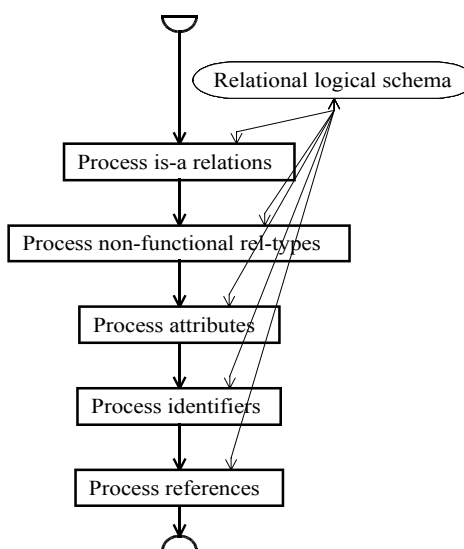 Relational logical schema
Process is-a relations
Process non-functional rel-types
Process attributes
Process identifiers
Process references